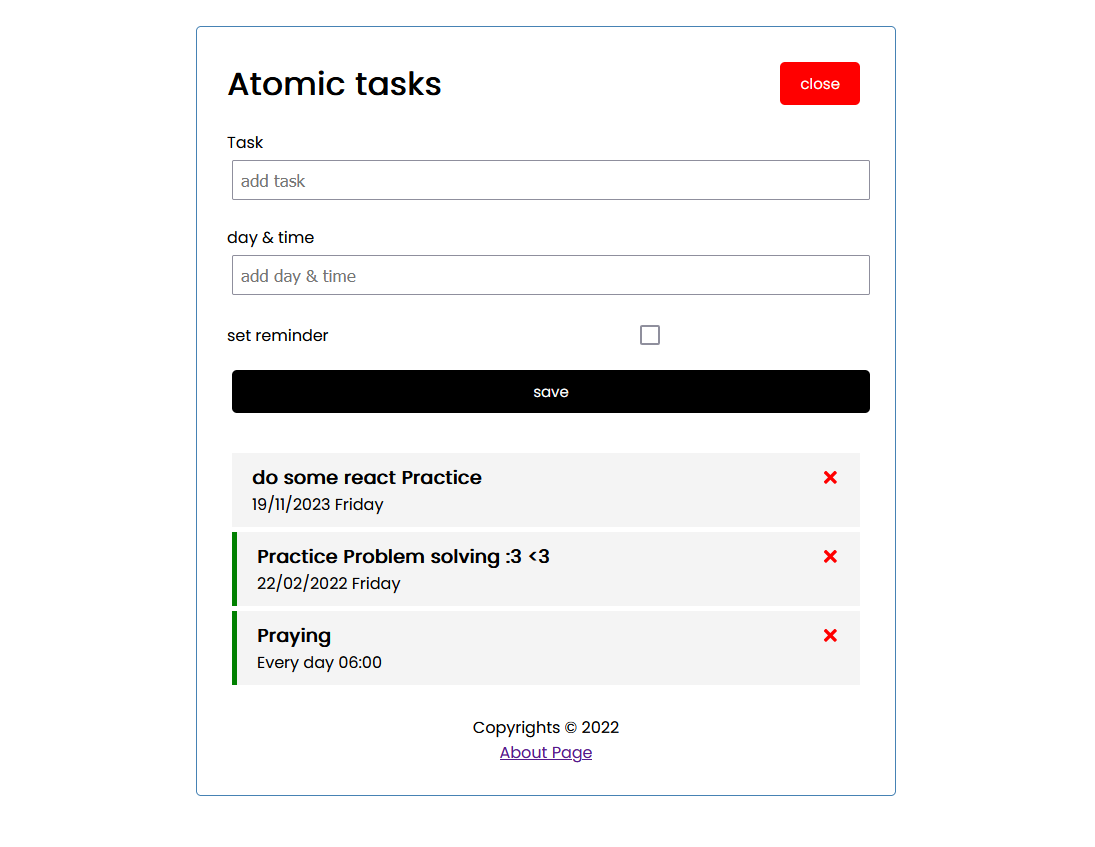 Atomic tasks
close
Task
add task
day & time
add day & time
set reminder
save
do some react Practice
19/11/2023 Friday
Practice Problem solving :3 <3
22/02/2022 Friday
Praying
Every day 06:00
Copyrights © 2022
About Page